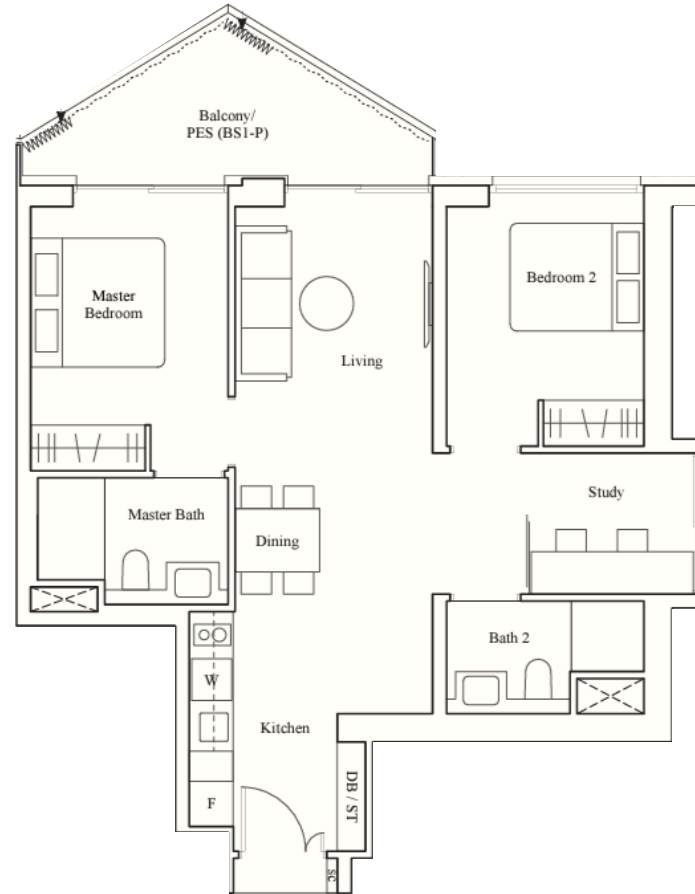 Balcony/
PES (BS1-P)
Master
Bedroom
Bedroom 2
Living
Study
Master Bath
Dining
Bath 2
W
Kitchen
DB / ST
F
SC